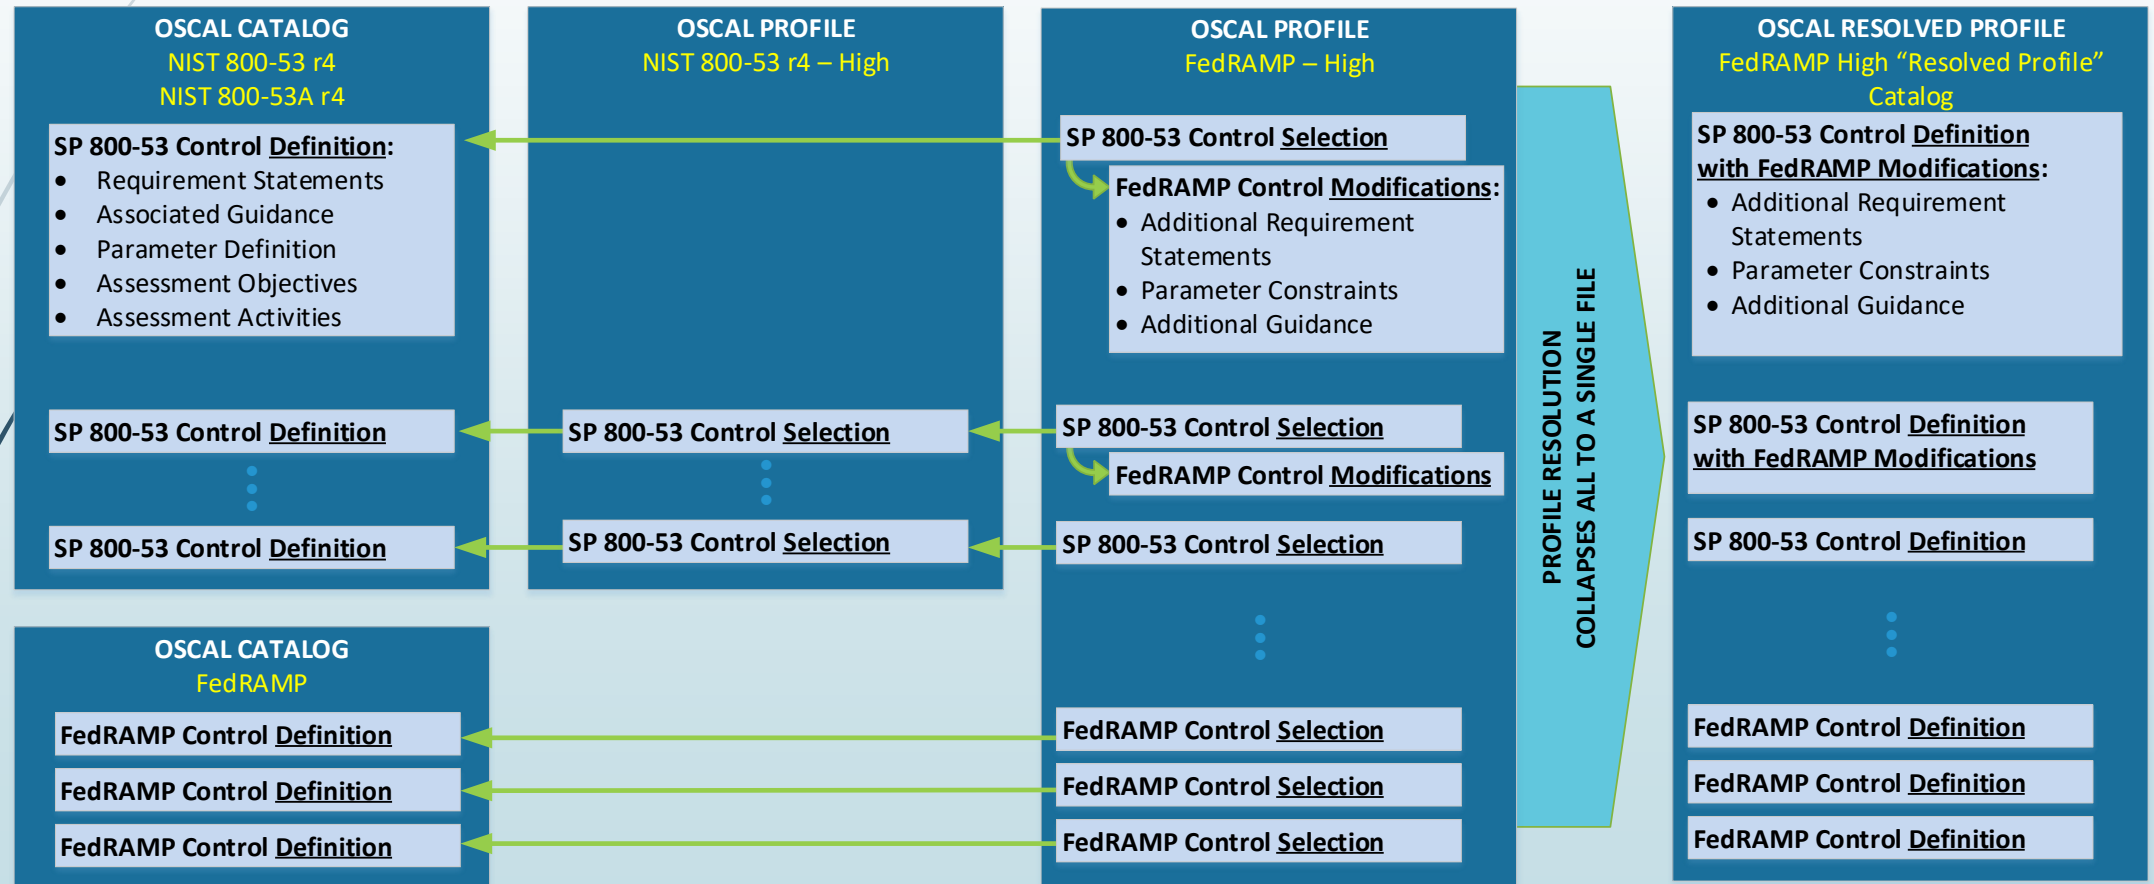 OSCAL CATALOG
NIST 800-53 r4
NIST 800-53A r4
SP 800-53 Control Definition:
• Requirement Statements
• Associated Guidance
• Parameter Definition
• Assessment Objectives
• Assessment Activities
SP 800-53 Control Definition
SP 800-53 Control Definition
OSCAL CATALOG
FedRAMP
FedRAMP Control Definition
FedRAMP Control Definition
FedRAMP Control Definition
OSCAL PROFILE
NIST 800-53 r4 – High
SP 800-53 Control Selection
SP 800-53 Control Selection
OSCAL PROFILE
FedRAMP – High
SP 800-53 Control Selection
FedRAMP Control Modifications:
• Additional Requirement
Statements
• Parameter Constraints
• Additional Guidance
SP 800-53 Control Selection
FedRAMP Control Modifications
SP 800-53 Control Selection
FedRAMP Control Selection
FedRAMP Control Selection
FedRAMP Control Selection
PROFILE RESOLUTION
COLLAPSES ALL TO A SINGLE FILE
OSCAL RESOLVED PROFILE
FedRAMP High “Resolved Profile”
Catalog
SP 800-53 Control Definition
with FedRAMP Modifications:
• Additional Requirement
Statements
• Parameter Constraints
• Additional Guidance
SP 800-53 Control Definition
with FedRAMP Modifications
SP 800-53 Control Definition
FedRAMP Control Definition
FedRAMP Control Definition
FedRAMP Control Definition